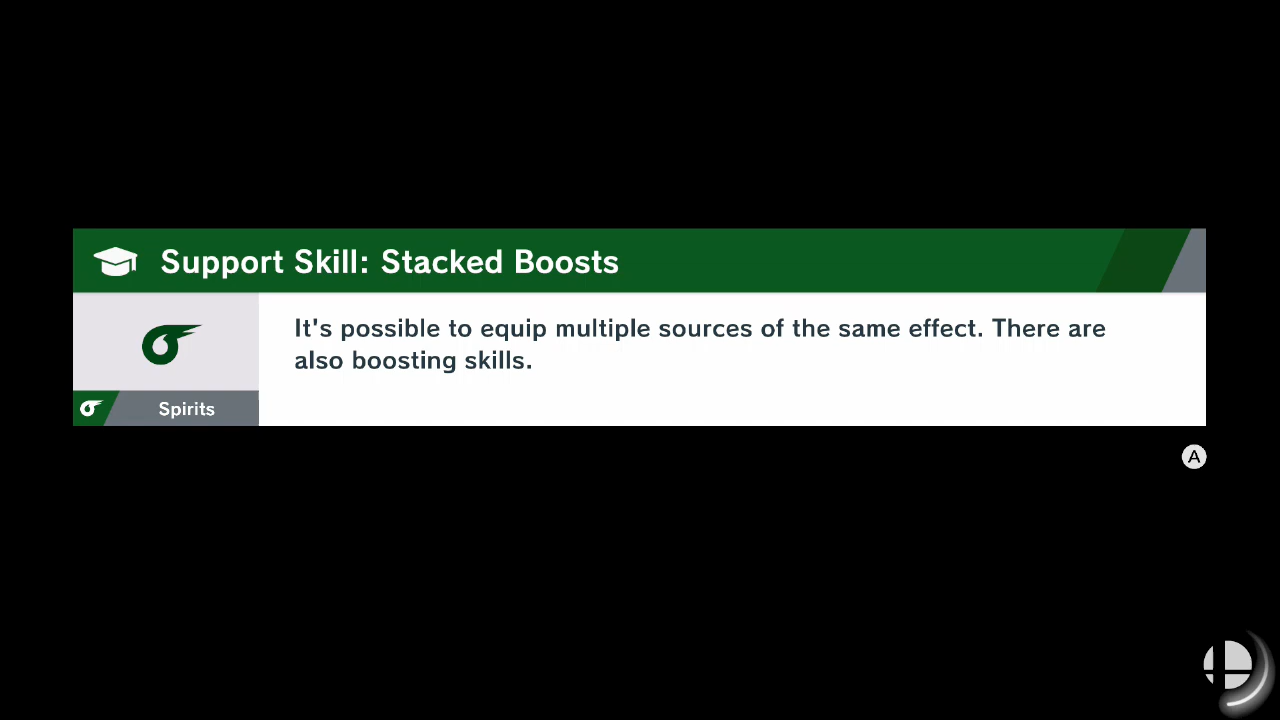 Support Skill: Stacked Boosts
It's possible to equip multiple sources of the same effect. There are
also boosting skills.
Spirits
A